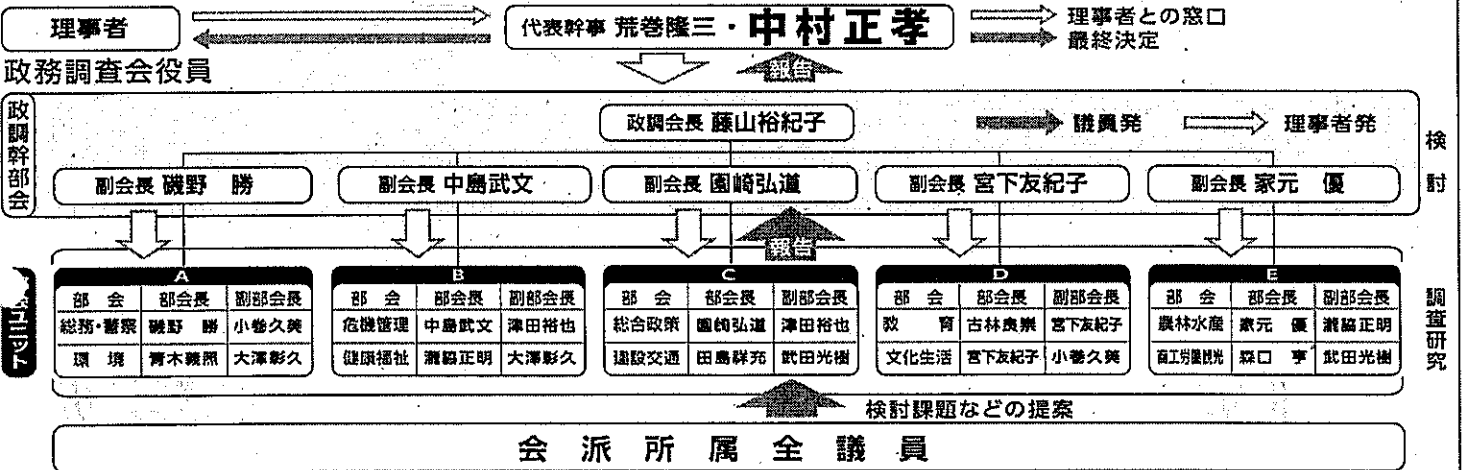 理事者
代表幹事 荒巻隆三・中村正孝
理事者との窓口
最終決定
政務調査会役員
報告
政調幹部会
政調会長 藤山裕紀子
議員発
理事者発
検討
副会長 磯野 勝
副会長 中島武文
副会長 園崎弘道
副会長 宮下友紀子
副会長 家元 優
報告
ユニット
A
部会 部会長 副部会長
総務・警察 磯野 勝 小巻久美
環境 青木義照 大澤彰久
B
部会 部会長 副部会長
危機管理 中島武文 津田裕也
健康福祉 瀧脇正明 大澤彰久
C
部会 部会長 副部会長
総合政策 園崎弘道 津田裕也
建設交通 田島祥充 武田光樹
D
部会 部会長 副部会長
教育 古林良崇 宮下友紀子
文化生活 宮下友紀子 小巻久美
E
部会 部会長 副部会長
農林水産 家元 優 瀧脇正明
商工労働観光 森口 亨 武田光樹
調査研究
検討課題などの提案
会派所属全議員